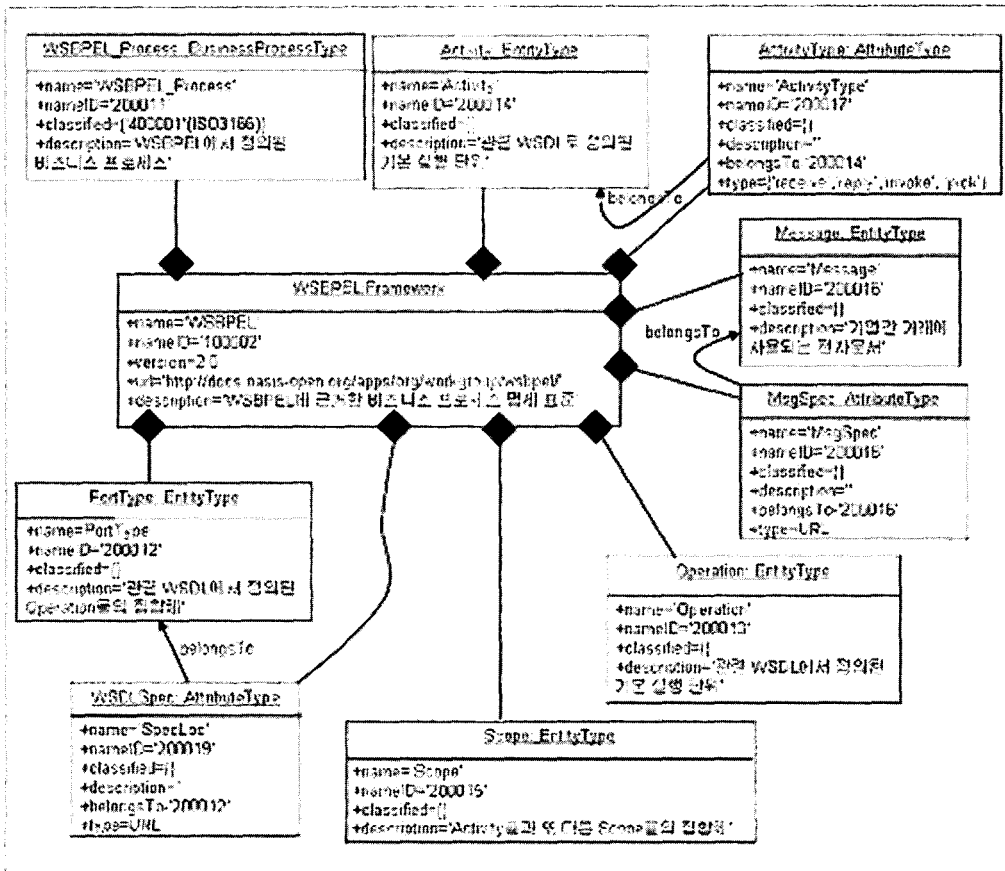 WSBPEL_Process: BusinessProcessType
+name='WSBPEL_Process'
+nameID='200011'
+classified={'400001'(ISO3166)}
+description='WSBPEL에서 정의된
비즈니스 프로세스'
Activity: EntityType
+name='Activity'
+nameID='200014'
+classified={}
+description='관련 WSDL로 정의된
기본 실행 단위'
ActivityType: AttributeType
+name='ActivityType'
+nameID='200017'
+classified={}
+description=''
+belongsTo='200014'
+type={'receive','reply','invoke','pick'}
belongsTo
Message: EntityType
+name='Message'
+nameID='200016'
+classified={}
+description='기업간 거래에
사용되는 전자문서'
WSBPEL:Framework
+name='WSBPEL'
+nameID='100002'
+version=2.0
+url='http://docs.oasis-open.org/apps/org/workgroup/wsbpel/'
+description='WSBPEL에 근거한 비즈니스 프로세스 명세 표준'
belongsTo
MsgSpec: AttributeType
+name='MsgSpec'
+classified={}
+description=''
+belongsTo='200016'
+type=URL
PortType: EntityType
+name='PortType'
+nameID='200012'
+classified={}
+description='관련 WSDL에서 정의된
Operation들의 집합체'
belongsTo
Operation: EntityType
+name='Operation'
+nameID='200013'
+classified={}
+description='관련 WSDL에서 정의된
기본 실행 단위'
WSDLSpec: AttributeType
+name='SpecLoc'
+nameID='200019'
+classified={}
+description=''
+belongsTo='200012'
+type=URL
Scope: EntityType
+name='Scope'
+nameID='200015'
+classified={}
+description='Activity들과 또 다른 Scope들의 집합체'